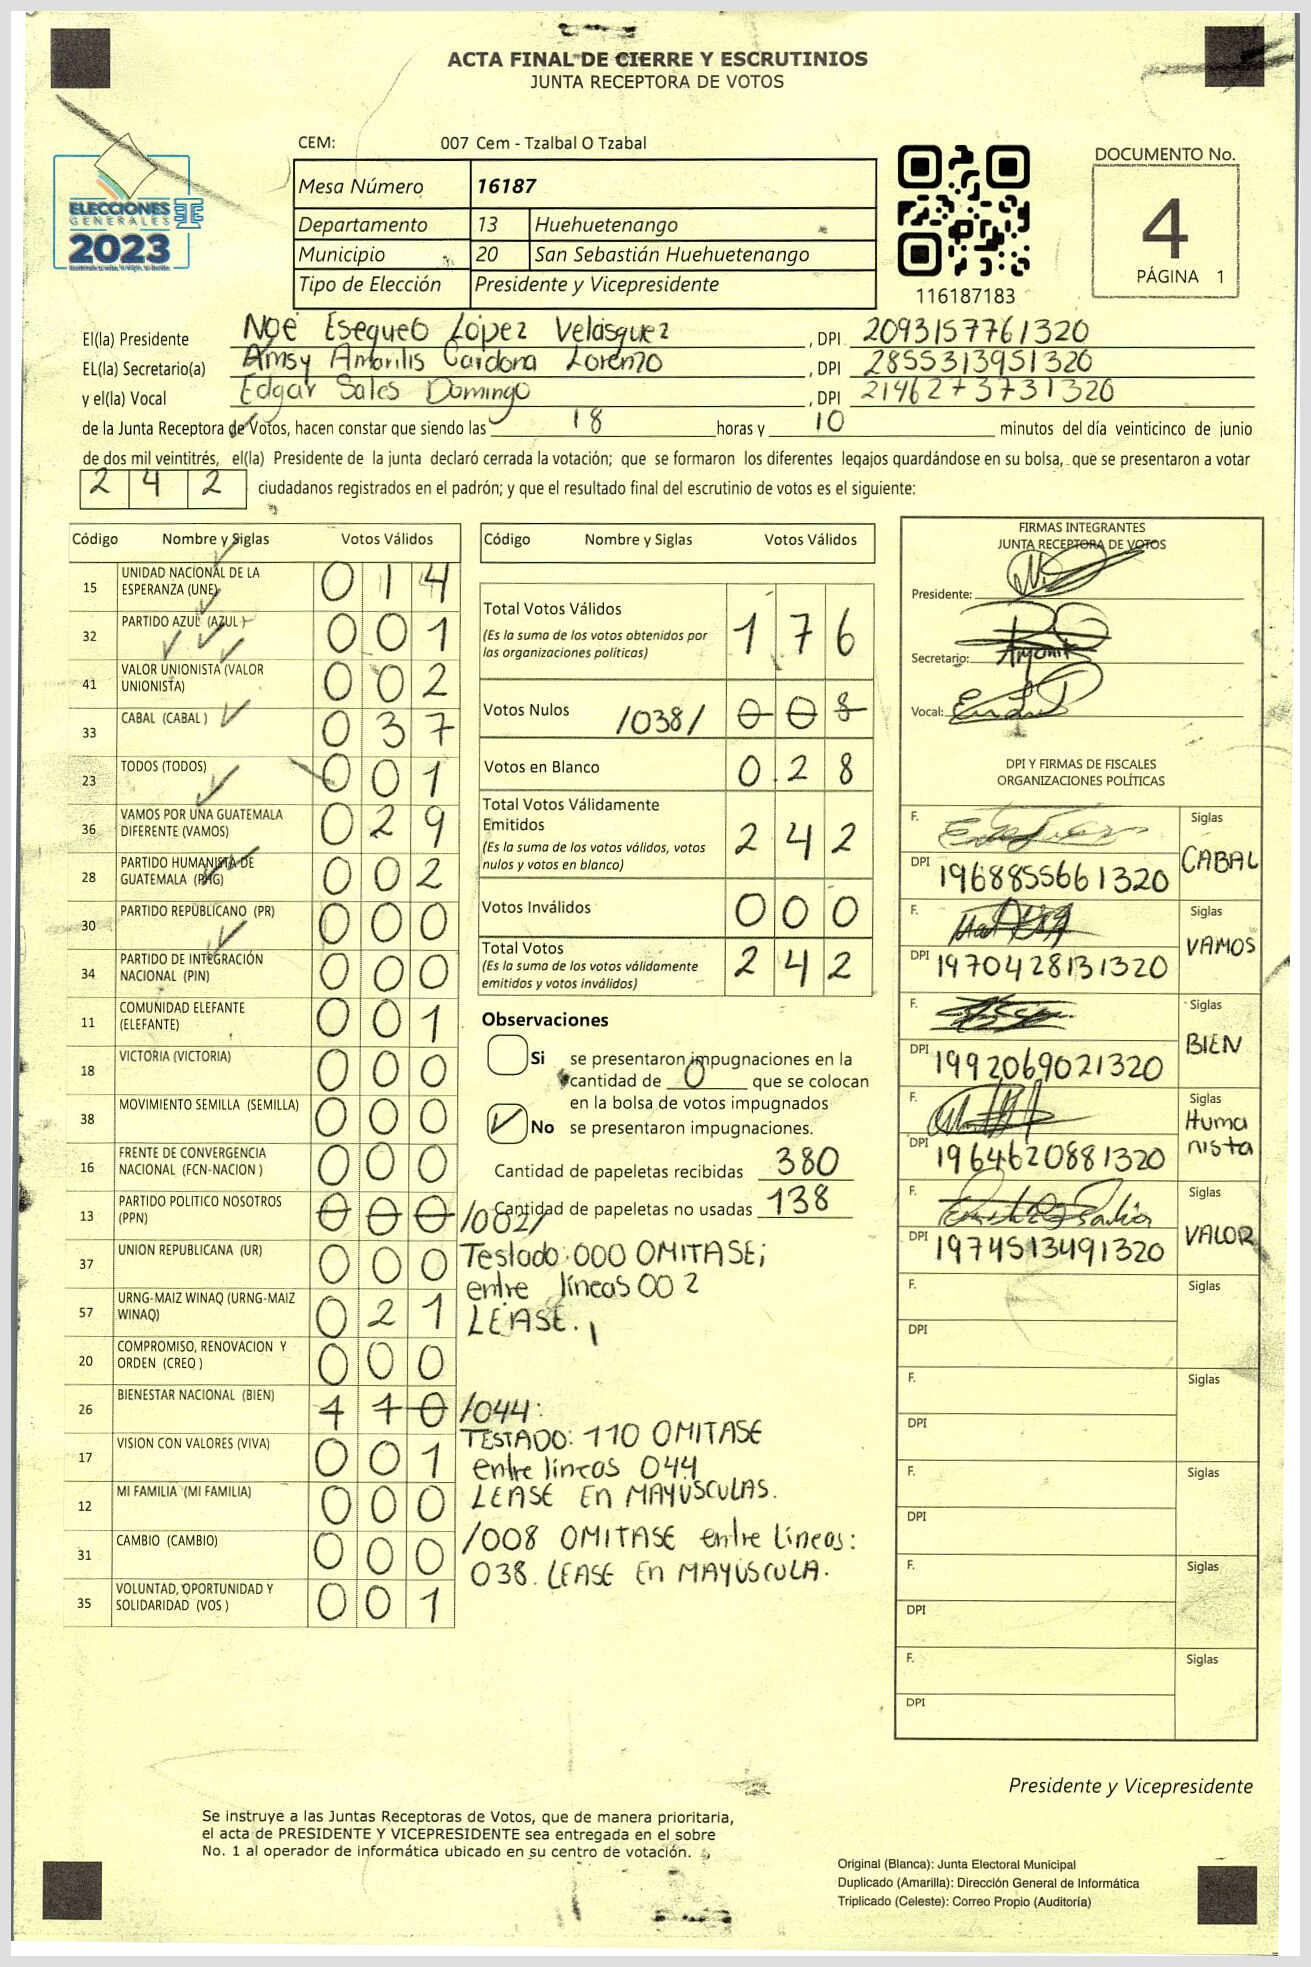 ACTA FINAL DE CIERRE Y ESCRUTINIOS
JUNTA RECEPTORA DE VOTOS
ELECCIONES
GENERALES
2023
CEM: 007 Cem - Tzalbal O Tzabal
Mesa Número 16187
Departamento 13 Huehuetenango
Municipio 20 San Sebastián Huehuetenango
Tipo de Elección Presidente y Vicepresidente
116187183
DOCUMENTO No.
4
PÁGINA 1
El(la) Presidente Noé Esequeo López Velásquez , DPI 2093157761320
EL(la) Secretario(a) Amsy Amarilis Cardona Lorenzo , DPI 2855313951320
y el(la) Vocal Edgar Sales Domingo , DPI 2146273731320
de la Junta Receptora de Votos, hacen constar que siendo las 18 horas y 10 minutos del día veinticinco de junio
de dos mil veintitrés, el(la) Presidente de la junta declaró cerrada la votación; que se formaron los diferentes legajos guardándose en su bolsa, que se presentaron a votar
2 4 2 ciudadanos registrados en el padrón; y que el resultado final del escrutinio de votos es el siguiente:
Código Nombre y Siglas Votos Válidos
15 UNIDAD NACIONAL DE LA ESPERANZA (UNE) 0 1 4
32 PARTIDO AZUL (AZUL ) 0 0 1
41 VALOR UNIONISTA (VALOR UNIONISTA) 0 0 2
33 CABAL (CABAL ) 0 3 7
23 TODOS (TODOS) 0 0 1
36 VAMOS POR UNA GUATEMALA DIFERENTE (VAMOS) 0 2 9
28 PARTIDO HUMANISTA DE GUATEMALA (PHG) 0 0 2
30 PARTIDO REPUBLICANO (PR) 0 0 0
34 PARTIDO DE INTEGRACIÓN NACIONAL (PIN) 0 0 0
11 COMUNIDAD ELEFANTE (ELEFANTE) 0 0 1
18 VICTORIA (VICTORIA) 0 0 0
38 MOVIMIENTO SEMILLA (SEMILLA) 0 0 0
16 FRENTE DE CONVERGENCIA NACIONAL (FCN-NACION ) 0 0 0
13 PARTIDO POLITICO NOSOTROS (PPN) 0 0 0 /002/
37 UNION REPUBLICANA (UR) 0 0 0
57 URNG-MAIZ WINAQ (URNG-MAIZ WINAQ) 0 2 1
20 COMPROMISO, RENOVACION Y ORDEN (CREO ) 0 0 0
26 BIENESTAR NACIONAL (BIEN) 1 1 0 /044:
17 VISION CON VALORES (VIVA) 0 0 1
12 MI FAMILIA (MI FAMILIA) 0 0 0
31 CAMBIO (CAMBIO) 0 0 0
35 VOLUNTAD, OPORTUNIDAD Y SOLIDARIDAD (VOS ) 0 0 1
Código Nombre y Siglas Votos Válidos
Total Votos Válidos 1 7 6
(Es la suma de los votos obtenidos por
las organizaciones políticas)
Votos Nulos /038/ 0 0 8
Votos en Blanco 0 2 8
Total Votos Válidamente
Emitidos 2 4 2
(Es la suma de los votos válidos, votos
nulos y votos en blanco)
Votos Inválidos 0 0 0
Total Votos 2 4 2
(Es la suma de los votos válidamente
emitidos y votos inválidos)
Observaciones
Si se presentaron impugnaciones en la
cantidad de 0 que se colocan
en la bolsa de votos impugnados
No se presentaron impugnaciones.
Cantidad de papeletas recibidas 380
Cantidad de papeletas no usadas 138
Testado:000 OMITASE;
entre líneas 00 2
LEASE.
TESTADO: 110 OMITASE
entre líneas 044
LEASE EN MAYUSCULAS.
/008 OMITASE entre Líneas:
038. LEASE En MAYÚSCULA.
FIRMAS INTEGRANTES
JUNTA RECEPTORA DE VOTOS
Presidente:
Secretario:
Vocal:
DPI Y FIRMAS DE FISCALES
ORGANIZACIONES POLÍTICAS
F. Siglas
DPI 1968855661320 CABAL
F. Siglas
DPI 1970428131320 VAMOS
F. Siglas
DPI 1992069021320 BIEN
F. Siglas
DPI 1964620881320 Humanista
F. Siglas
DPI 1974513491320 VALOR
F. Siglas
DPI
F. Siglas
DPI
F. Siglas
DPI
F. Siglas
DPI
F. Siglas
DPI
Presidente y Vicepresidente
Se instruye a las Juntas Receptoras de Votos, que de manera prioritaria,
el acta de PRESIDENTE Y VICEPRESIDENTE sea entregada en el sobre
No. 1 al operador de informática ubicado en su centro de votación.
Original (Blanca): Junta Electoral Municipal
Duplicado (Amarilla): Dirección General de Informática
Triplicado (Celeste): Correo Propio (Auditoría)